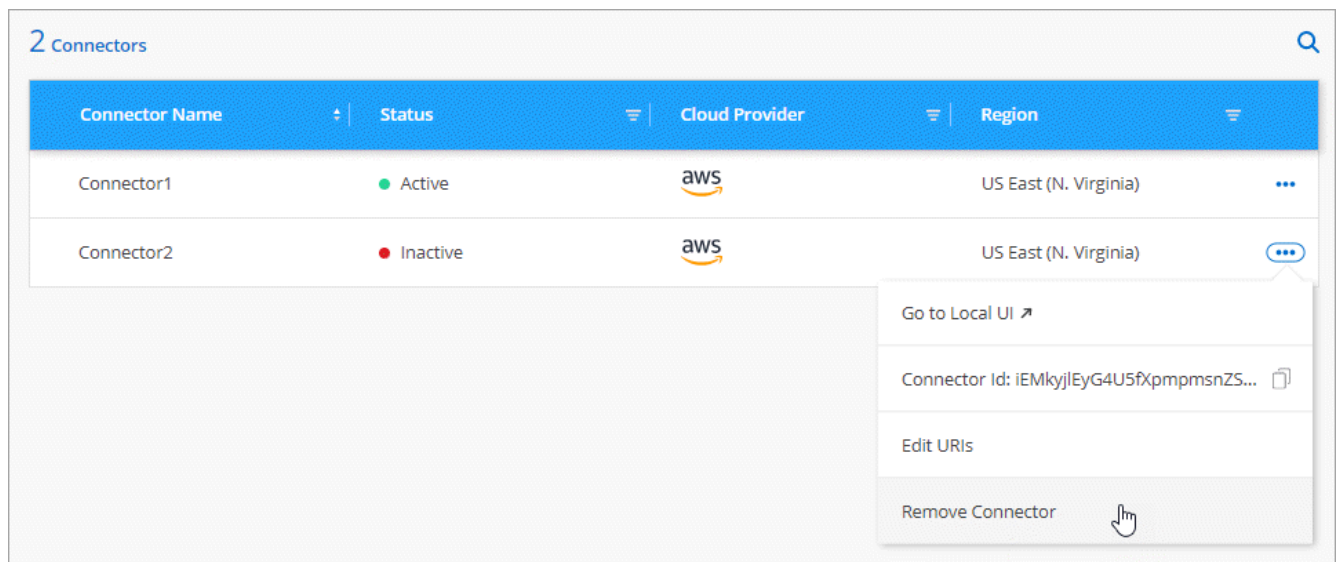 2 Connectors
Connector Name Status Cloud Provider Region
Connector1 Active aws US East (N. Virginia)
Connector2 Inactive aws US East (N. Virginia)
Go to Local UI
Connector Id: iEMkyjlEyG4U5fXpmpmsnZS...
Edit URIs
Remove Connector